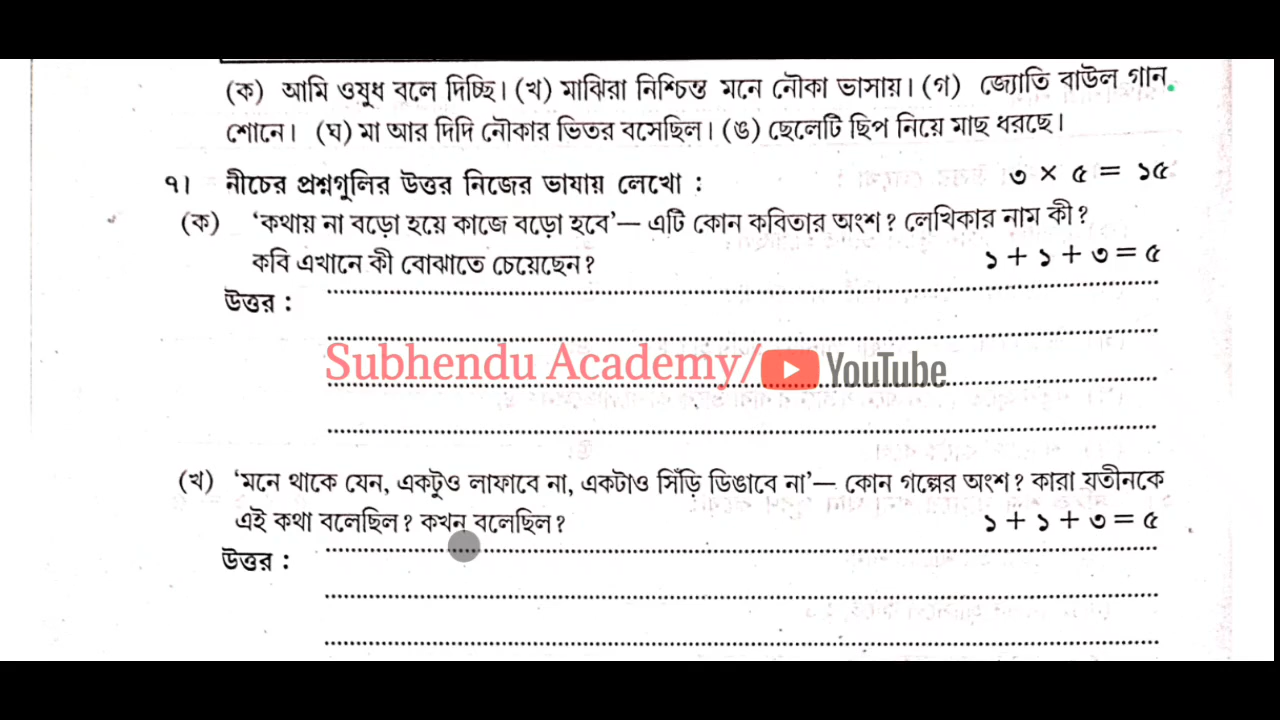 (ক) আমি ওষুধ বলে দিচ্ছি। (খ) মাঝিরা নিশ্চিন্ত মনে নৌকা ভাসায়। (গ) জ্যোতি বাউল গান
শোনে। (ঘ) মা আর দিদি নৌকার ভিতর বসেছিল। (ঙ) ছেলেটি ছিপ নিয়ে মাছ ধরছে।
৭। নীচের প্রশ্নগুলির উত্তর নিজের ভাষায় লেখো : ৩ × ৫ = ১৫
(ক) ‘কথায় না বড়ো হয়ে কাজে বড়ো হবে’— এটি কোন কবিতার অংশ? লেখিকার নাম কী?
কবি এখানে কী বোঝাতে চেয়েছেন? ১ + ১ + ৩ = ৫
উত্তর :
Subhendu Academy/ YouTube
(খ) ‘মনে থাকে যেন, একটুও লাফাবে না, একটাও সিঁড়ি ডিঙাবে না’— কোন গল্পের অংশ? কারা যতীনকে
এই কথা বলেছিল? কখন বলেছিল? ১ + ১ + ৩ = ৫
উত্তর :